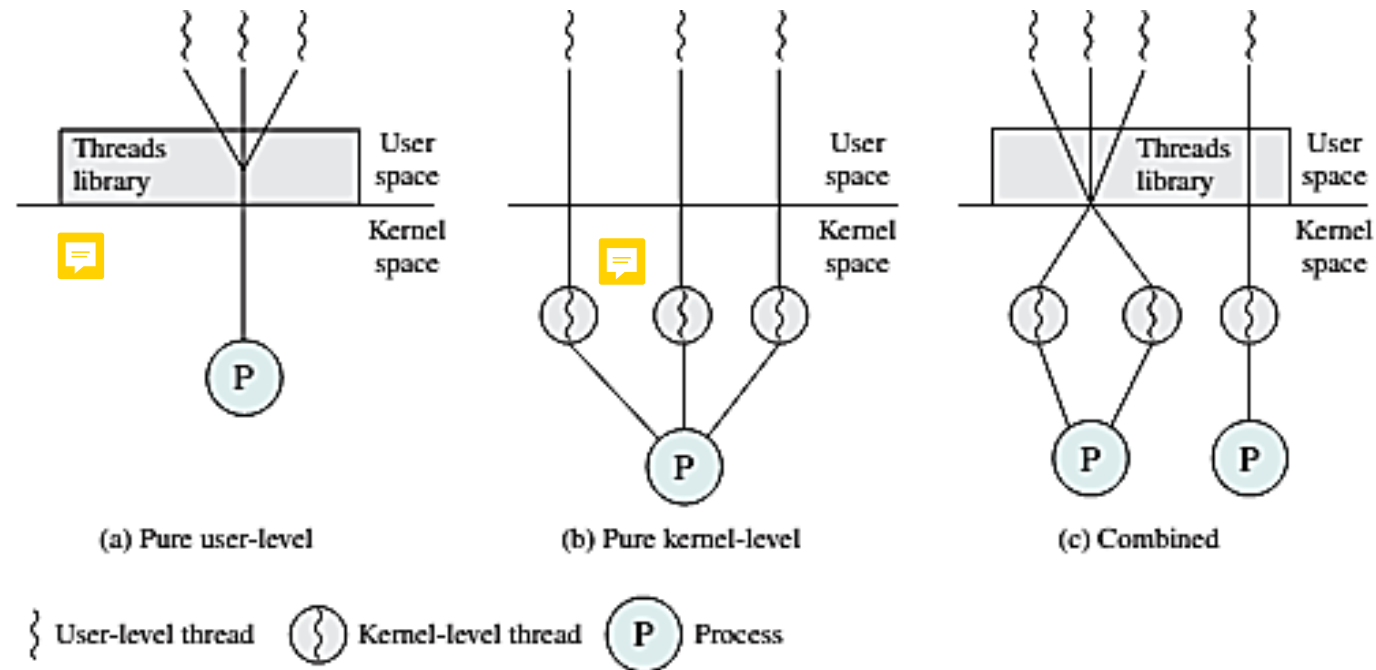 Threads
library
User
space
Kernel
space
P
(a) Pure user-level
User
space
Kernel
space
P
(b) Pure kernel-level
Threads
library
User
space
Kernel
space
P
P
(c) Combined
User-level thread
Kernel-level thread
P
Process